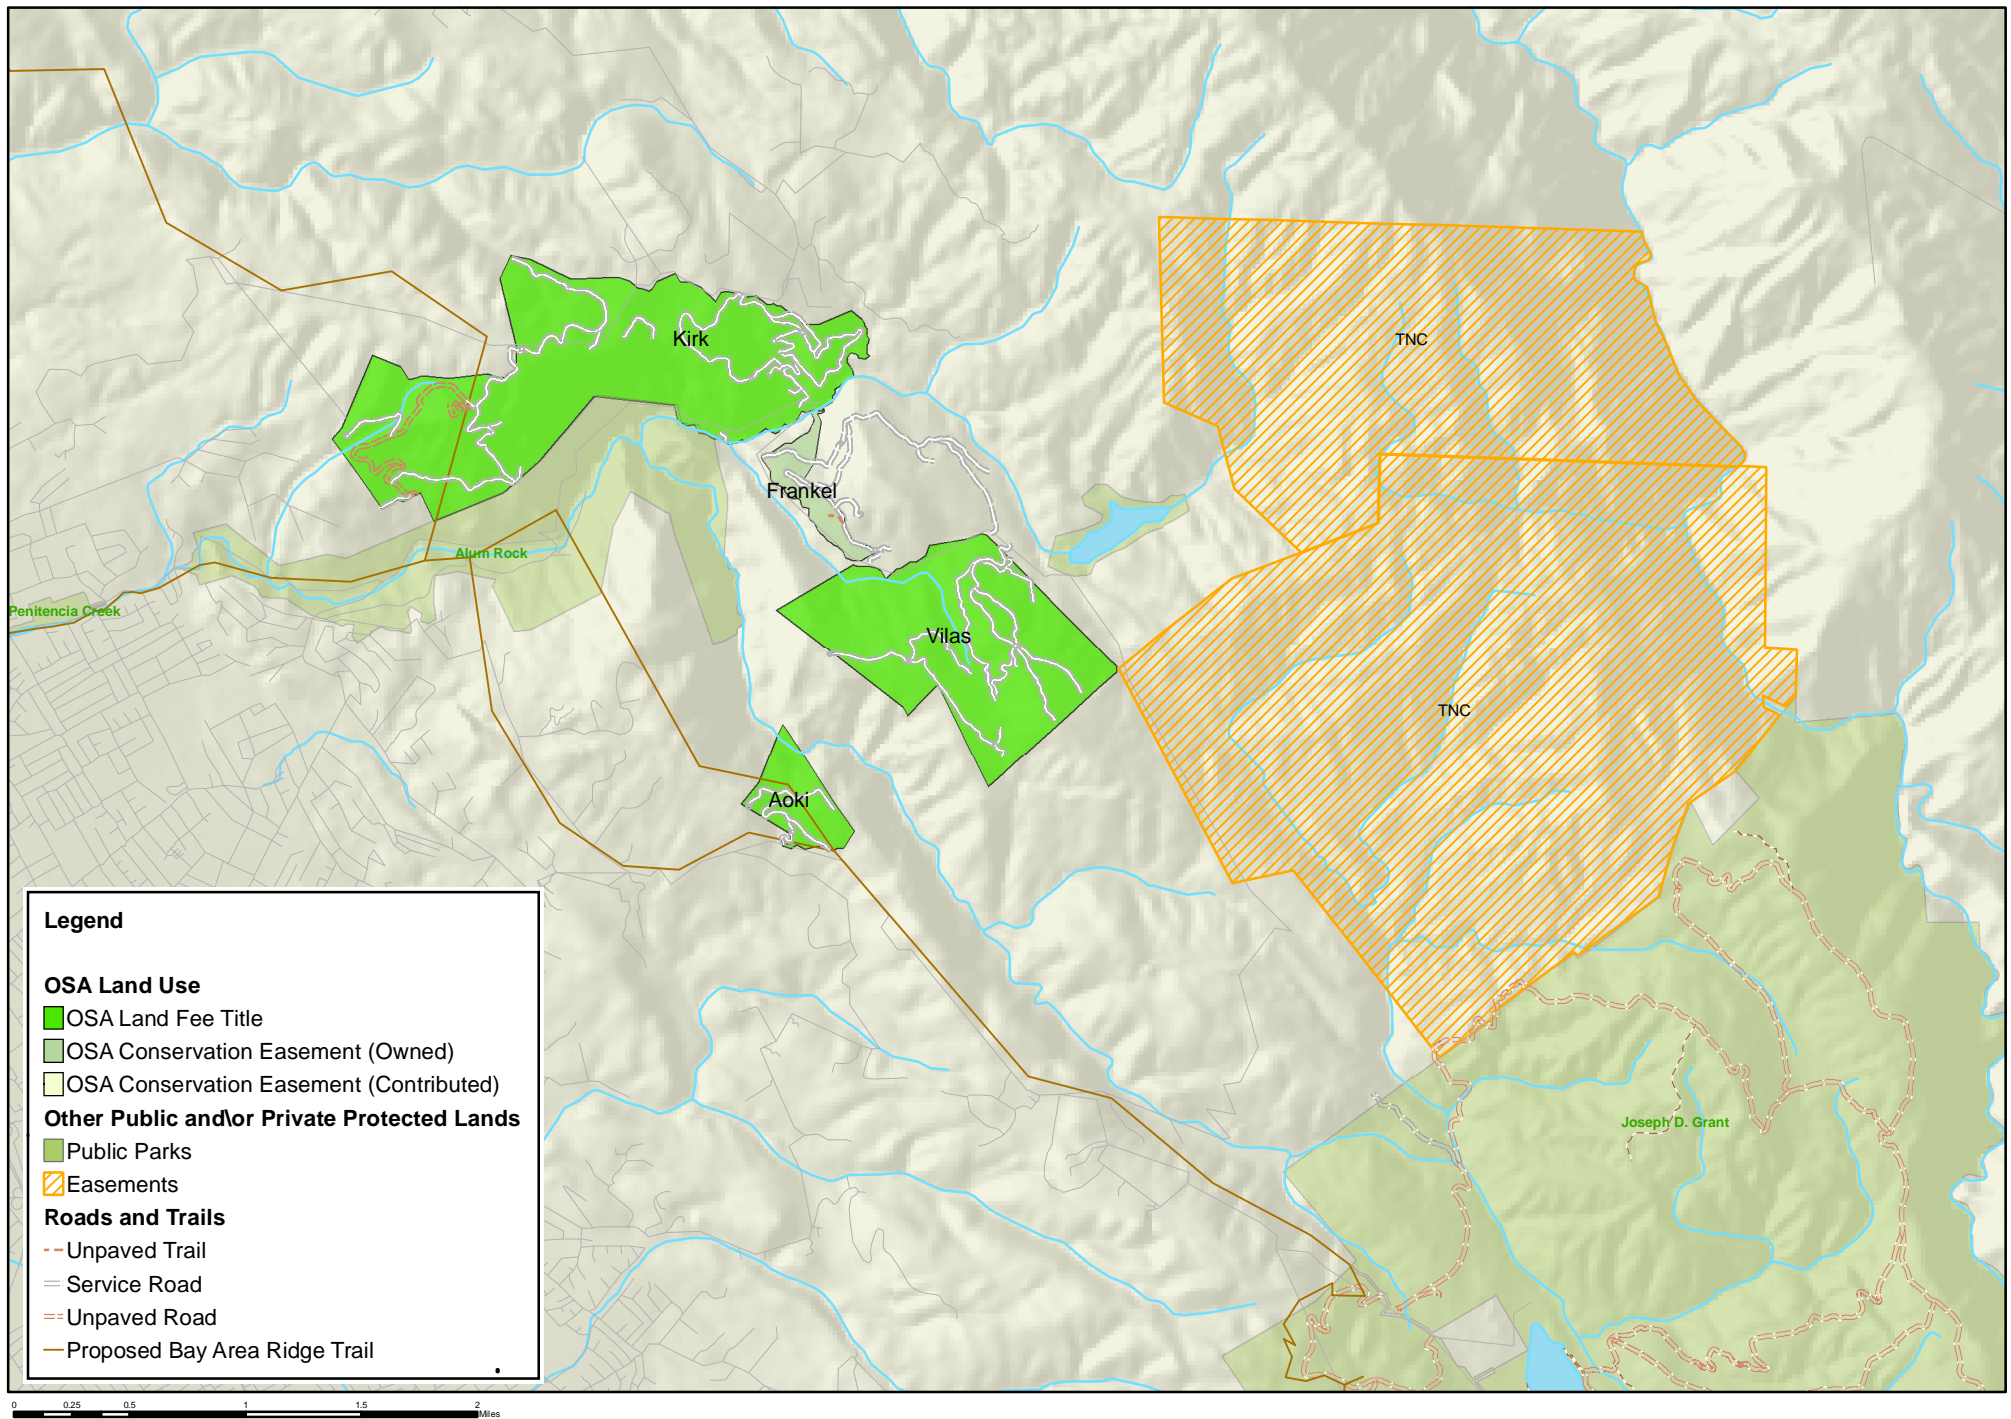 Kirk
TNC
Frankel
Alum Rock
Penitencia Creek
Vilas
TNC
Aoki
Joseph D. Grant
Legend
OSA Land Use
OSA Land Fee Title
OSA Conservation Easement (Owned)
OSA Conservation Easement (Contributed)
Other Public and\or Private Protected Lands
Public Parks
Easements
Roads and Trails
Unpaved Trail
Service Road
Unpaved Road
Proposed Bay Area Ridge Trail
0 0.25 0.5 1 1.5 2
Miles